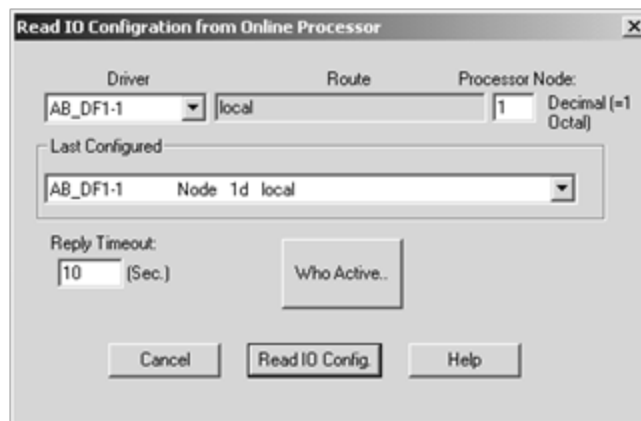 Read IO Configration from Online Processor
Driver Route Processor Node:
AB_DF1-1 local 1 Decimal (=1
Octal)
Last Configured
AB_DF1-1 Node 1d local
Reply Timeout:
10 (Sec.) Who Active..
Cancel Read IO Config. Help